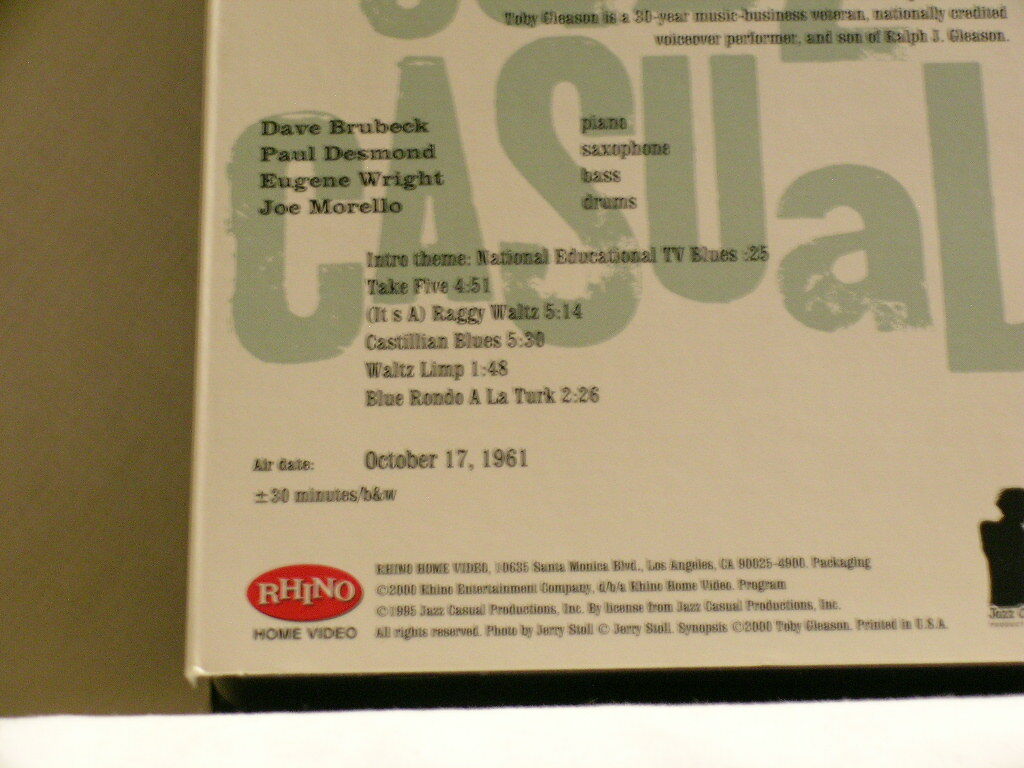 Toby Gleason is a 30-year music-business veteran, nationally credited
voiceover performer, and son of Ralph J. Gleason.
CASUaL
Dave Brubeck piano
Paul Desmond saxophone
Eugene Wright bass
Joe Morello drums
Intro theme: National Educational TV Blues :25
Take Five 4:51
(It s A) Raggy Waltz 5:14
Castillian Blues 5:30
Waltz Limp 1:48
Blue Rondo A La Turk 2:26
Air date: October 17, 1961
±30 minutes/b&w
RHINO
HOME VIDEO
RHINO HOME VIDEO, 10635 Santa Monica Blvd., Los Angeles, CA 90025-4900. Packaging
©2000 Rhino Entertainment Company, d/b/a Rhino Home Video. Program
©1995 Jazz Casual Productions, Inc. By license from Jazz Casual Productions, Inc.
All rights reserved. Photo by Jerry Stoll © Jerry Stoll. Synopsis ©2000 Toby Gleason. Printed in U.S.A.
Jazz C